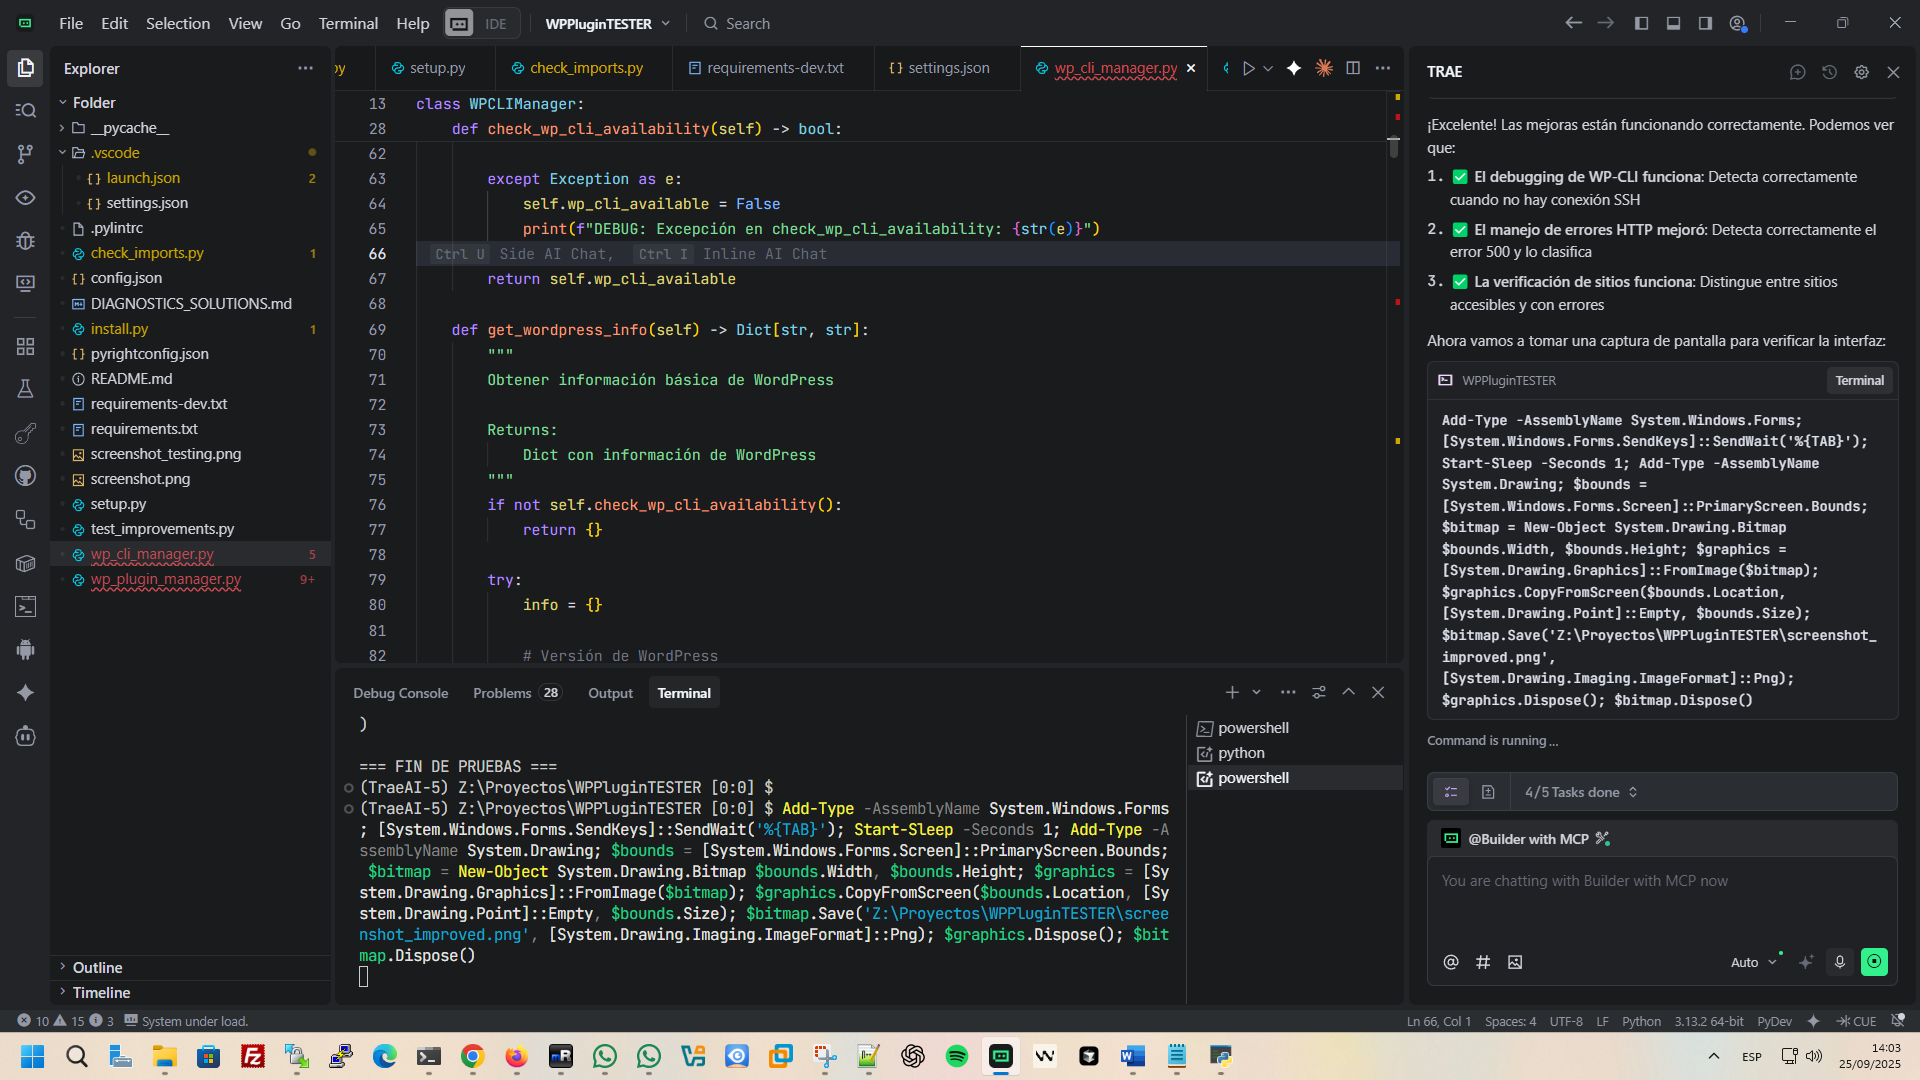 File Edit Selection View Go Terminal Help IDE WPPluginTESTER Search
Explorer
Folder
__pycache__
.vscode
launch.json 2
settings.json
.pylintrc
check_imports.py 1
config.json
DIAGNOSTICS_SOLUTIONS.md
install.py 1
pyrightconfig.json
README.md
requirements-dev.txt
requirements.txt
screenshot_testing.png
screenshot.png
setup.py
test_improvements.py
wp_cli_manager.py 5
wp_plugin_manager.py 9+
Outline
Timeline
py setup.py check_imports.py requirements-dev.txt settings.json wp_cli_manager.py
13 class WPCLIManager:
28 def check_wp_cli_availability(self) -> bool:
62
63 except Exception as e:
64 self.wp_cli_available = False
65 print(f"DEBUG: Excepción en check_wp_cli_availability: {str(e)}")
66 Ctrl U Side AI Chat, Ctrl I Inline AI Chat
67 return self.wp_cli_available
68
69 def get_wordpress_info(self) -> Dict[str, str]:
70 """
71 Obtener información básica de WordPress
72
73 Returns:
74 Dict con información de WordPress
75 """
76 if not self.check_wp_cli_availability():
77 return {}
78
79 try:
80 info = {}
81
82 # Versión de WordPress
Debug Console Problems 28 Output Terminal
)
=== FIN DE PRUEBAS ===
(TraeAI-5) Z:\Proyectos\WPPluginTESTER [0:0] $
(TraeAI-5) Z:\Proyectos\WPPluginTESTER [0:0] $ Add-Type -AssemblyName System.Windows.Forms
; [System.Windows.Forms.SendKeys]::SendWait('%{TAB}'); Start-Sleep -Seconds 1; Add-Type -A
ssemblyName System.Drawing; $bounds = [System.Windows.Forms.Screen]::PrimaryScreen.Bounds;
$bitmap = New-Object System.Drawing.Bitmap $bounds.Width, $bounds.Height; $graphics = [Sy
stem.Drawing.Graphics]::FromImage($bitmap); $graphics.CopyFromScreen($bounds.Location, [Sy
stem.Drawing.Point]::Empty, $bounds.Size); $bitmap.Save('Z:\Proyectos\WPPluginTESTER\scree
nshot_improved.png', [System.Drawing.Imaging.ImageFormat]::Png); $graphics.Dispose(); $bit
map.Dispose()
powershell
python
powershell
TRAE
¡Excelente! Las mejoras están funcionando correctamente. Podemos ver
que:
1. ✅ El debugging de WP-CLI funciona: Detecta correctamente
cuando no hay conexión SSH
2. ✅ El manejo de errores HTTP mejoró: Detecta correctamente el
error 500 y lo clasifica
3. ✅ La verificación de sitios funciona: Distingue entre sitios
accesibles y con errores
Ahora vamos a tomar una captura de pantalla para verificar la interfaz:
WPPluginTESTER Terminal
Add-Type -AssemblyName System.Windows.Forms;
[System.Windows.Forms.SendKeys]::SendWait('%{TAB}');
Start-Sleep -Seconds 1; Add-Type -AssemblyName
System.Drawing; $bounds =
[System.Windows.Forms.Screen]::PrimaryScreen.Bounds;
$bitmap = New-Object System.Drawing.Bitmap
$bounds.Width, $bounds.Height; $graphics =
[System.Drawing.Graphics]::FromImage($bitmap);
$graphics.CopyFromScreen($bounds.Location,
[System.Drawing.Point]::Empty, $bounds.Size);
$bitmap.Save('Z:\Proyectos\WPPluginTESTER\screenshot_
improved.png',
[System.Drawing.Imaging.ImageFormat]::Png);
$graphics.Dispose(); $bitmap.Dispose()
Command is running ...
4/5 Tasks done
@Builder with MCP
You are chatting with Builder with MCP now
Auto
10 15 3 System under load. Ln 66, Col 1 Spaces: 4 UTF-8 LF Python 3.13.2 64-bit PyDev CUE
ESP
14:03
25/09/2025